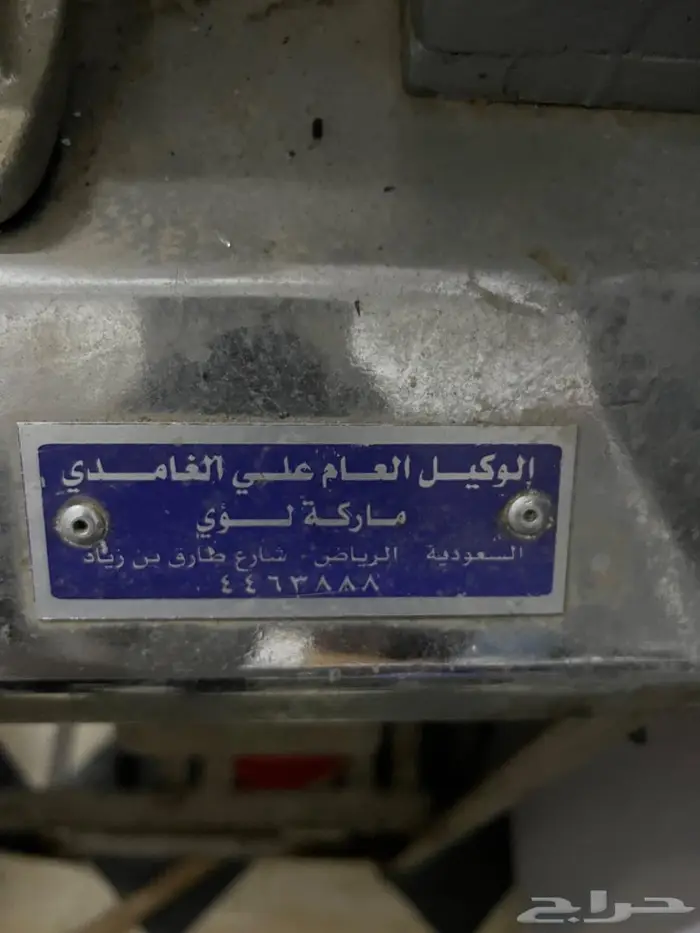 الوكيل العام علي الغامدي
ماركة لؤي
السعودية الرياض - شارع طارق بن زياد
٤٤٦٣٨٨٨
حراج